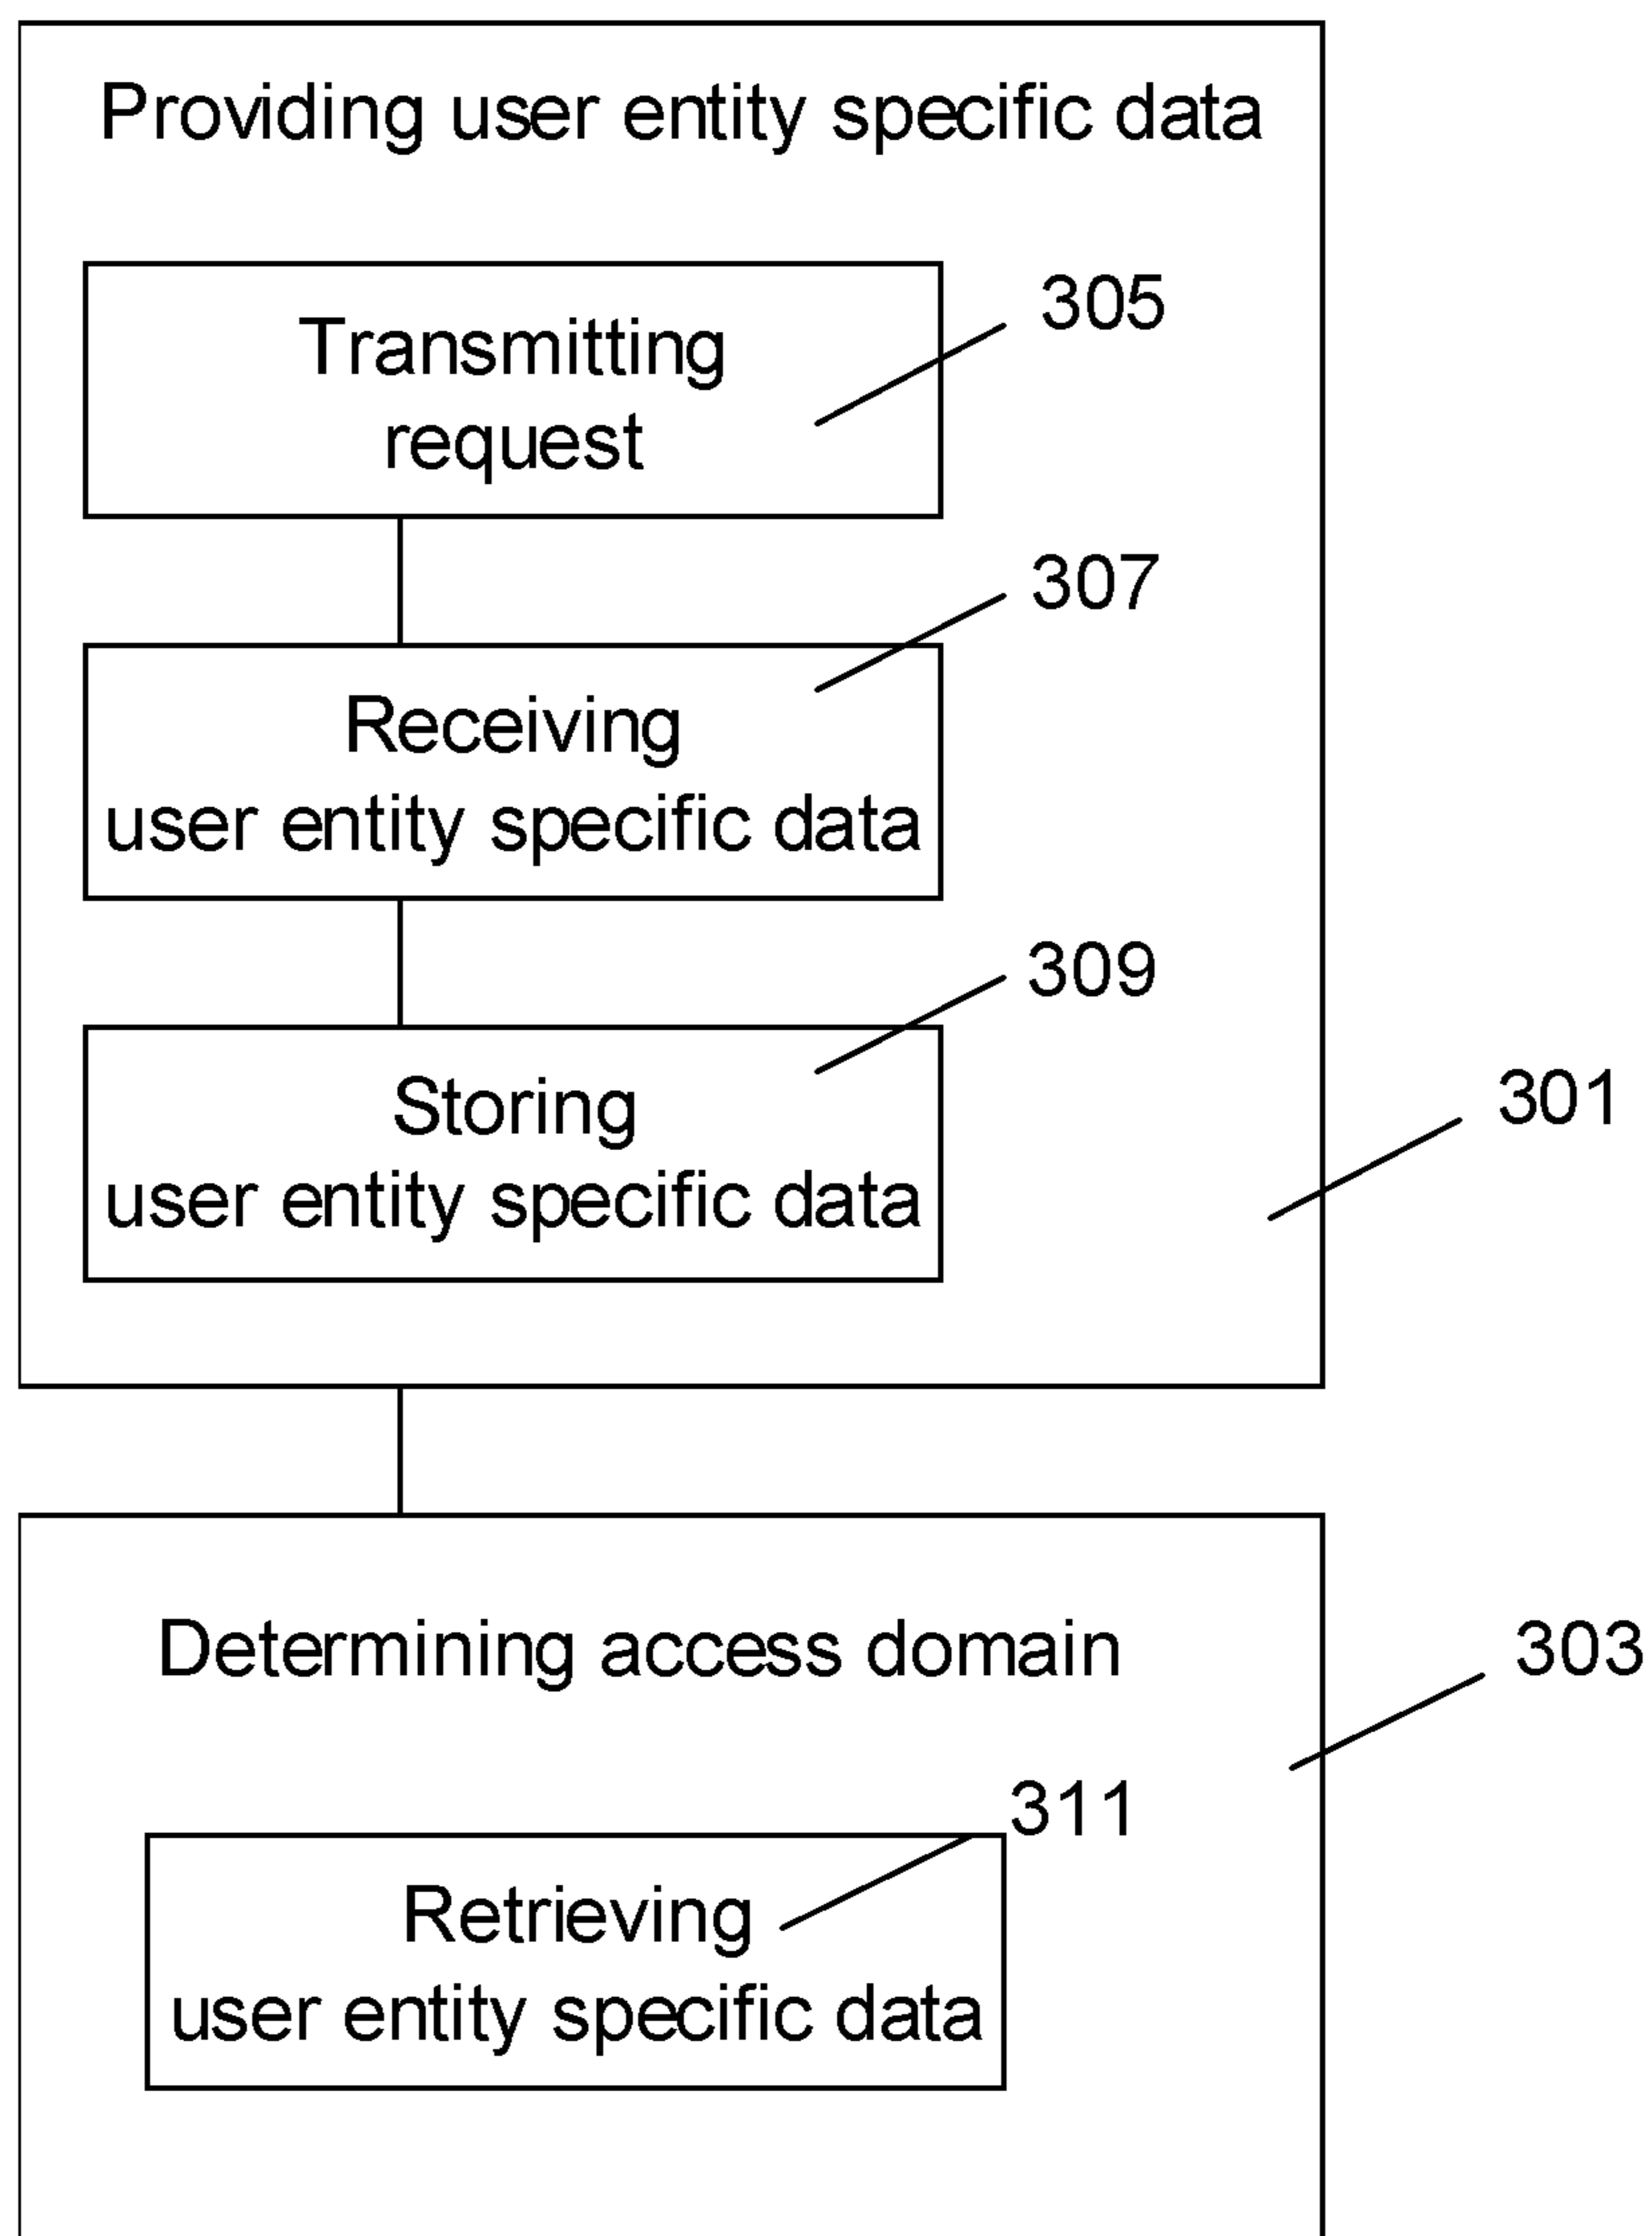 Providing user entity specific data
305
Transmitting
request
307
Receiving
user entity specific data
309
Storing
user entity specific data
301
Determining access domain
303
311
Retrieving
user entity specific data